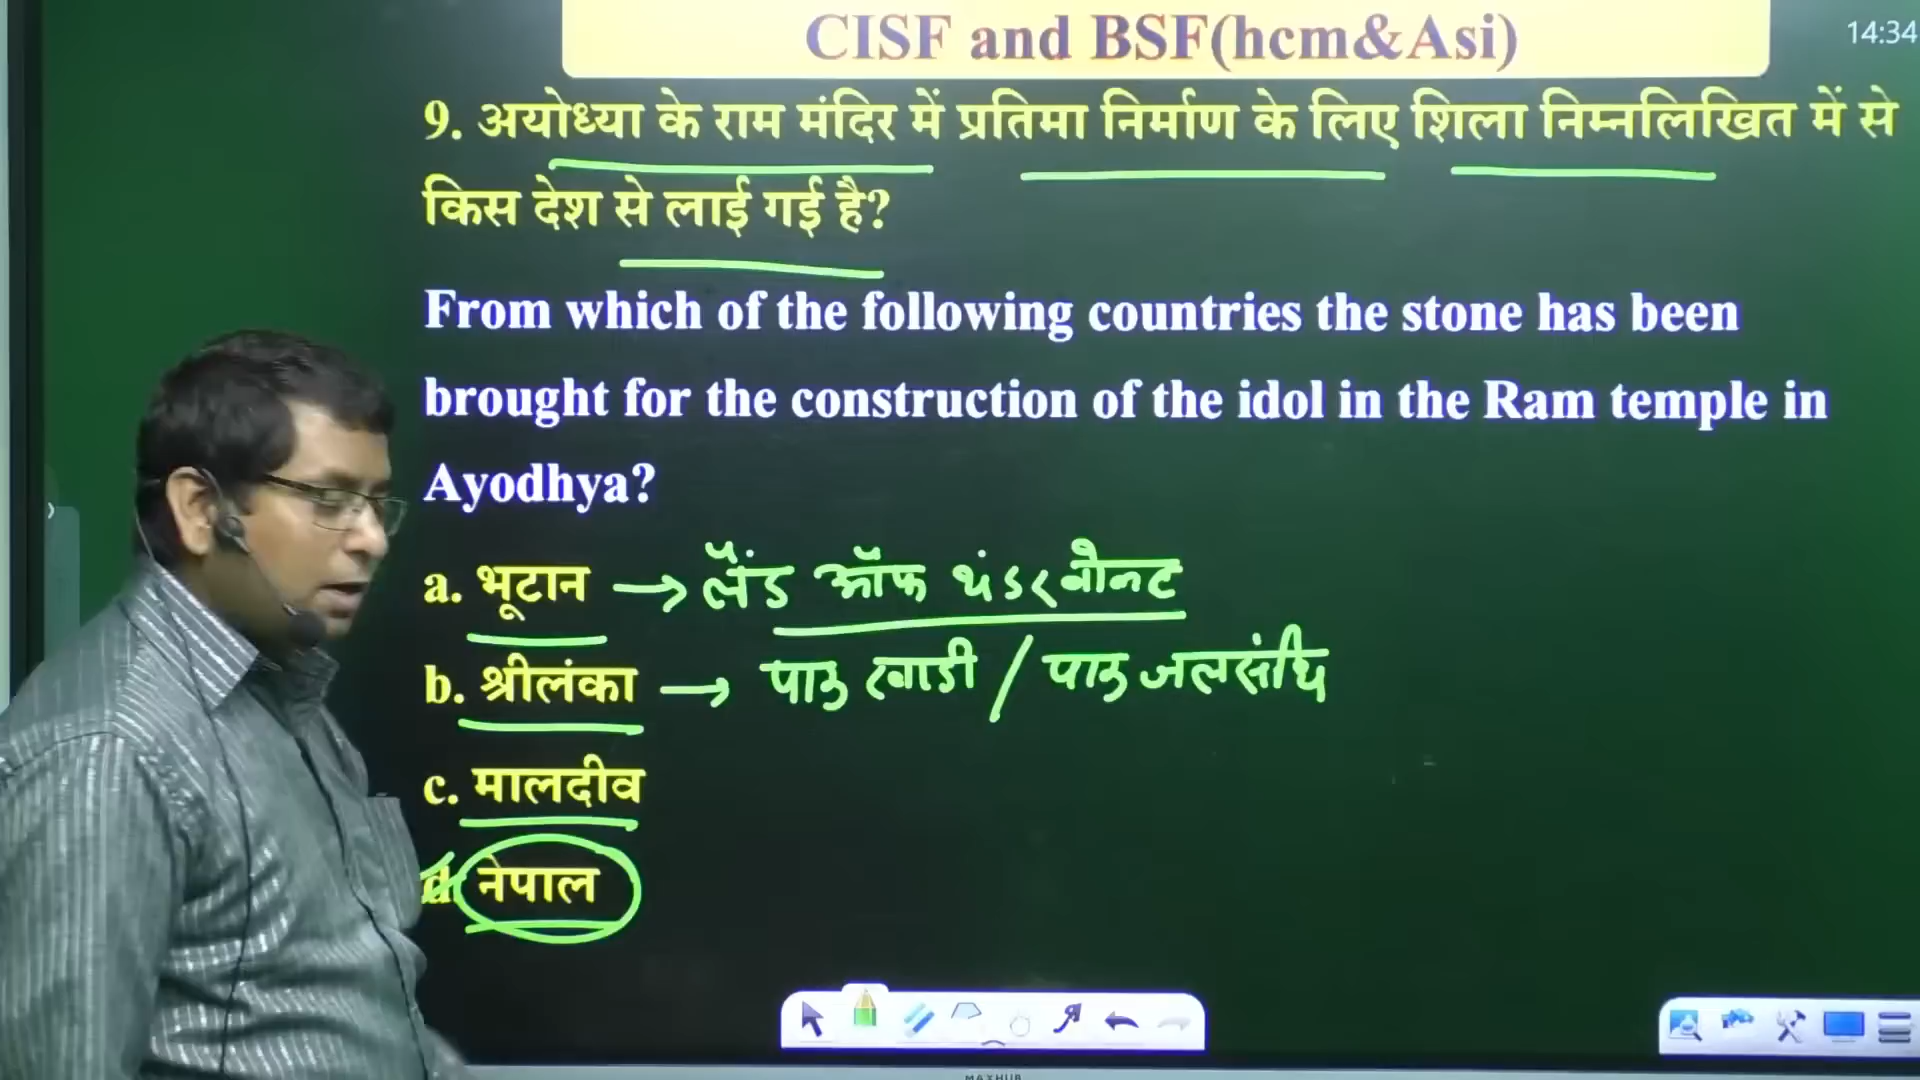 CISF and BSF(hcm&Asi)
14:34
9. अयोध्या के राम मंदिर में प्रतिमा निर्माण के लिए शिला निम्नलिखित में से
किस देश से लाई गई है?
From which of the following countries the stone has been
brought for the construction of the idol in the Ram temple in
Ayodhya?
a. भूटान → लैंड ऑफ थंडरबोल्ट
b. श्रीलंका → पाक खाडी / पाक जलसंधि
c. मालदीव
d. नेपाल
MAXHUB